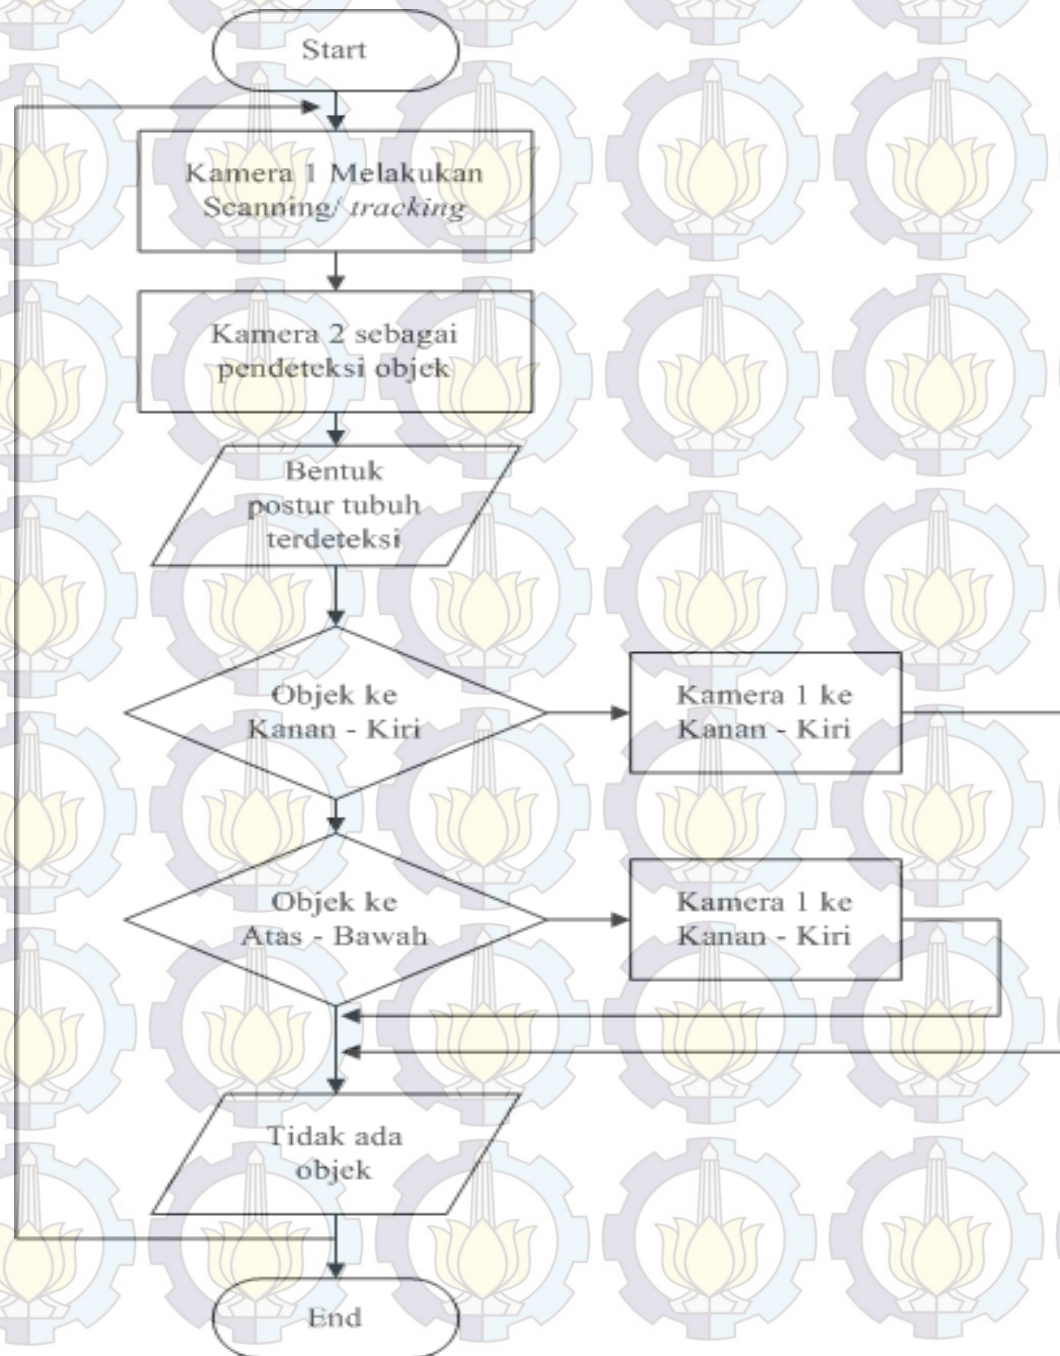 Start
Kamera 1 Melakukan
Scanning/ tracking
Kamera 2 sebagai
pendeteksi objek
Bentuk
postur tubuh
terdeteksi
Objek ke
Kanan - Kiri
Kamera 1 ke
Kanan - Kiri
Objek ke
Atas - Bawah
Kamera 1 ke
Kanan - Kiri
Tidak ada
objek
End